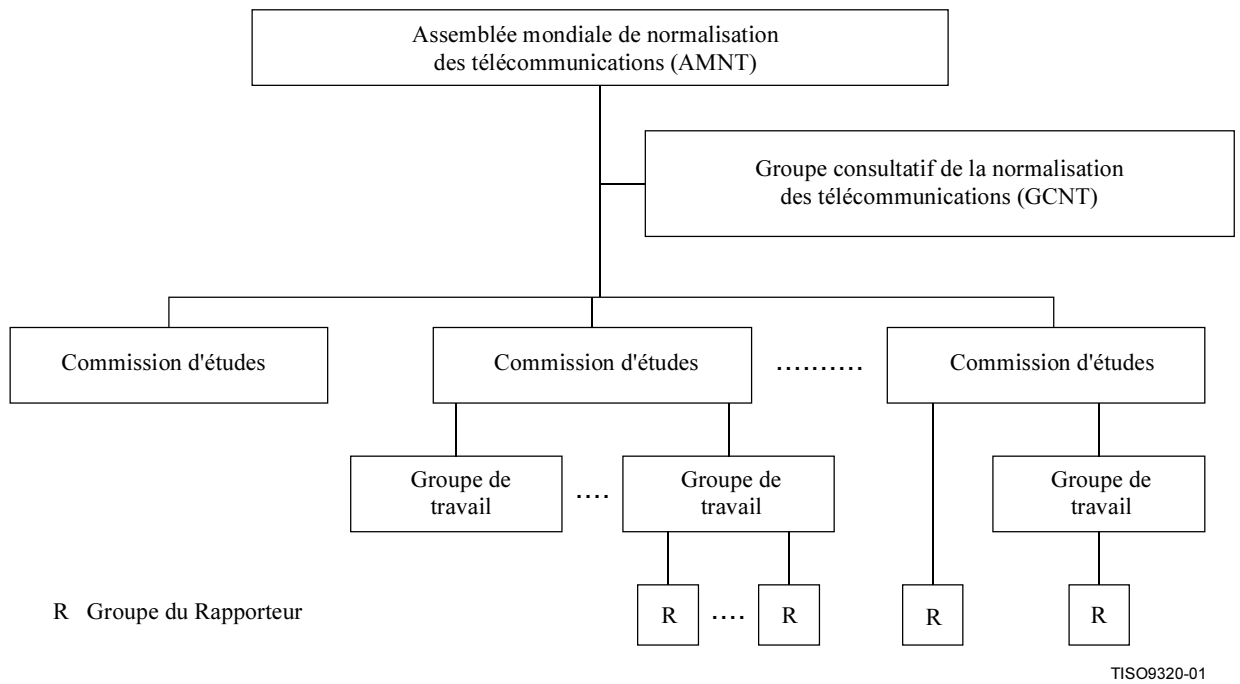 Assemblée mondiale de normalisation
des télécommunications (AMNT)
Groupe consultatif de la normalisation
des télécommunications (GCNT)
Commission d'études
Commission d'études
..........
Commission d'études
Groupe de
travail
....
Groupe de
travail
Groupe de
travail
R Groupe du Rapporteur
R
....
R
R
R
TISO9320-01